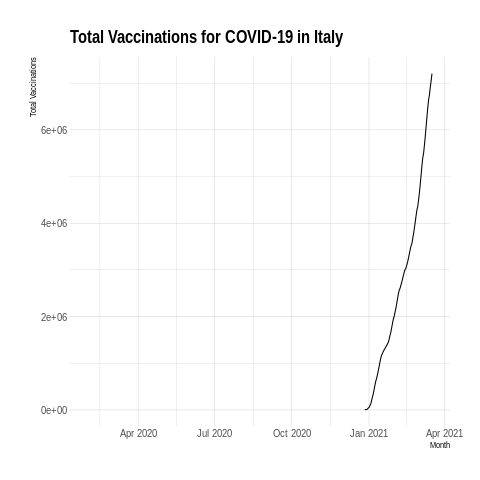 Total Vaccinations for COVID-19 in Italy
Total Vaccinations
6e+06
4e+06
2e+06
0e+00
Apr 2020 Jul 2020 Oct 2020 Jan 2021 Apr 2021
Month